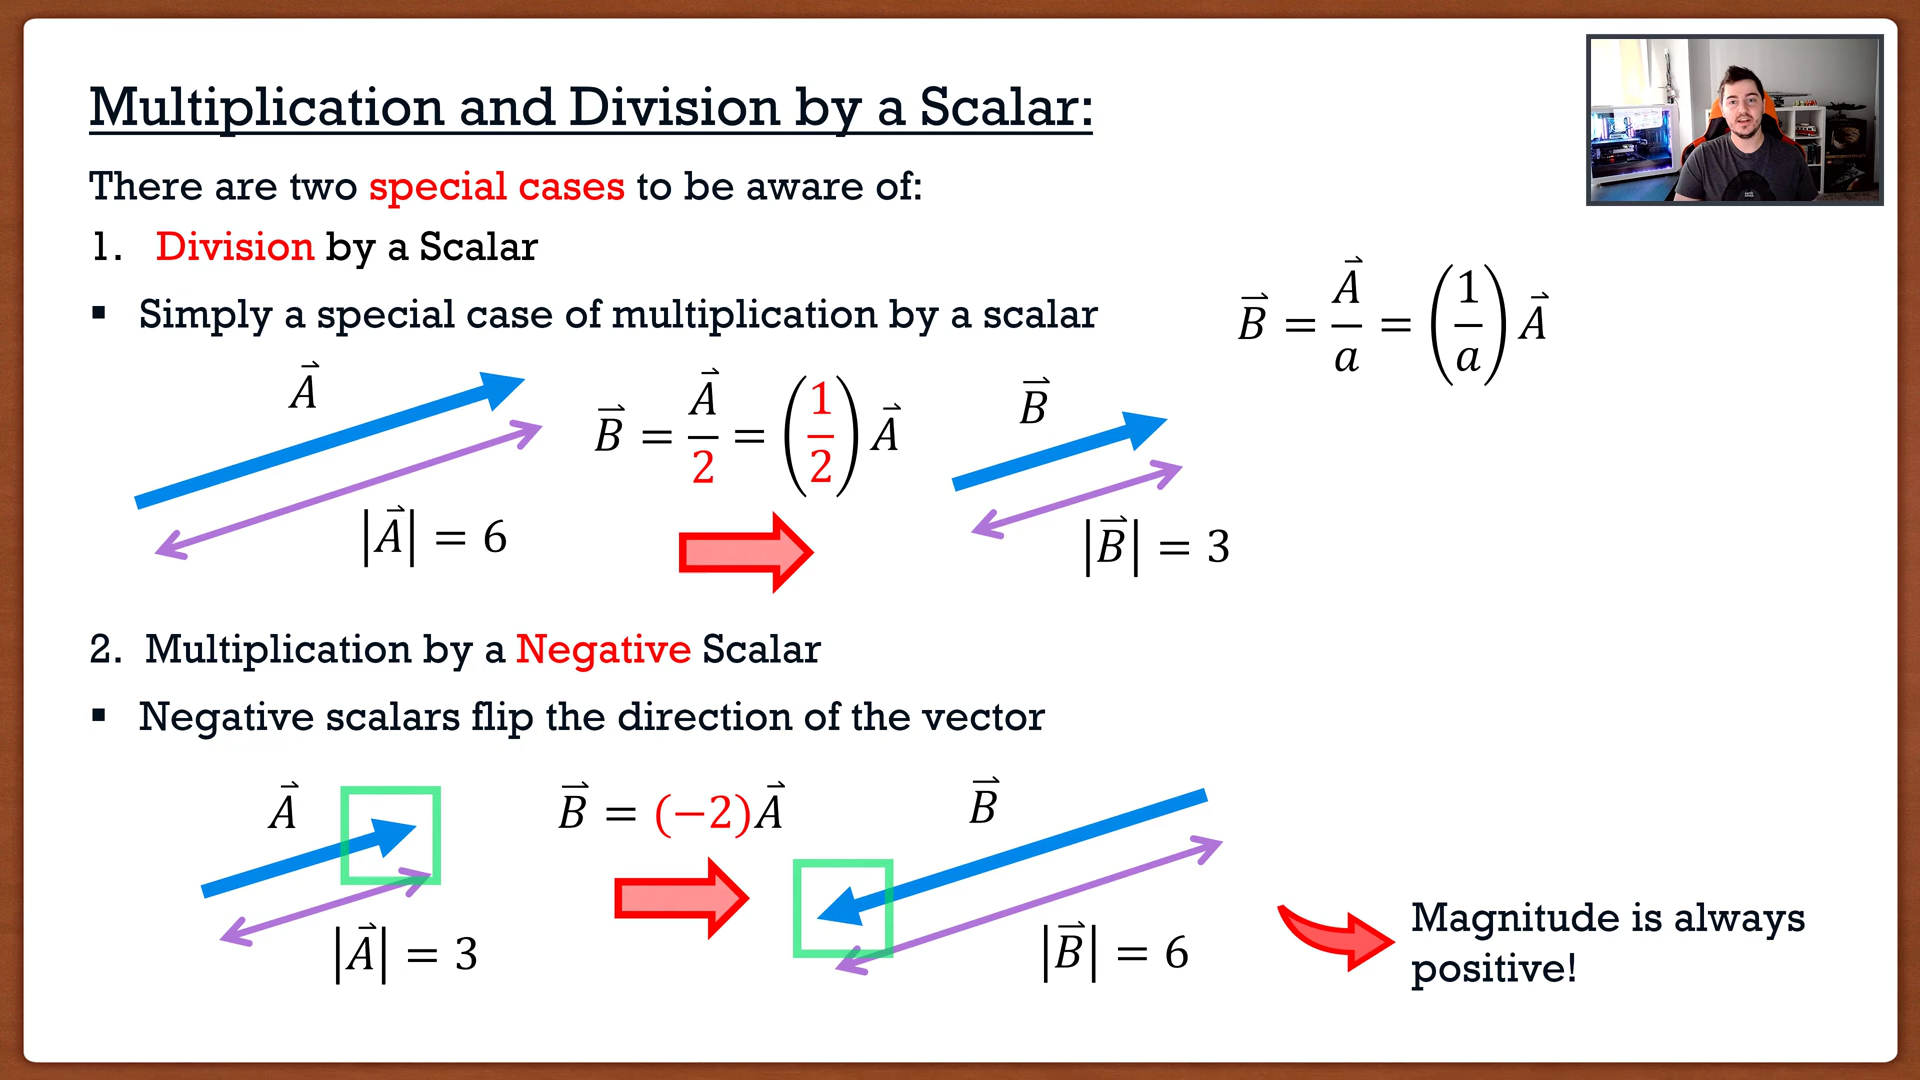 Multiplication and Division by a Scalar:
There are two special cases to be aware of:
1. Division by a Scalar
▪ Simply a special case of multiplication by a scalar
B⃗ = A⃗/a = (1/a) A⃗
A⃗
B⃗ = A⃗/2 = (1/2) A⃗
B⃗
|A⃗| = 6
|B⃗| = 3
2. Multiplication by a Negative Scalar
▪ Negative scalars flip the direction of the vector
A⃗
B⃗ = (−2)A⃗
B⃗
|A⃗| = 3
|B⃗| = 6
Magnitude is always
positive!